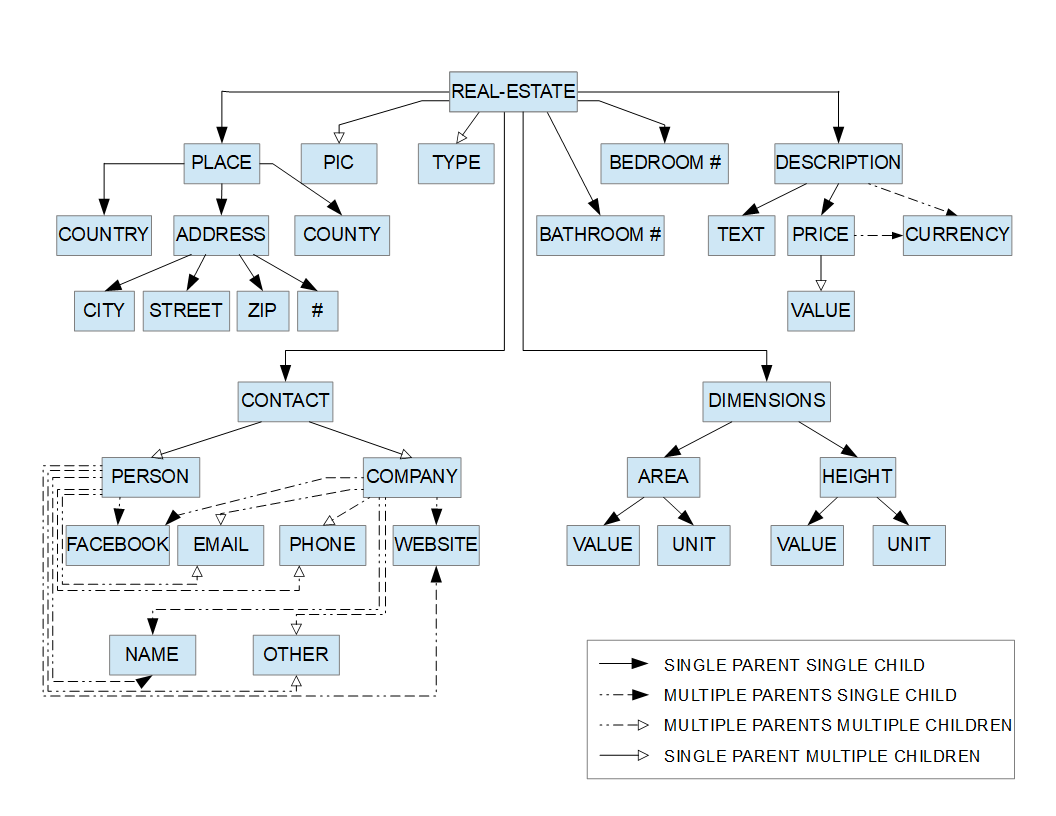 REAL-ESTATE
PLACE
PIC
TYPE
BEDROOM #
DESCRIPTION
COUNTRY
ADDRESS
COUNTY
BATHROOM #
TEXT
PRICE
CURRENCY
CITY
STREET
ZIP
#
VALUE
CONTACT
DIMENSIONS
PERSON
COMPANY
AREA
HEIGHT
FACEBOOK
EMAIL
PHONE
WEBSITE
VALUE
UNIT
VALUE
UNIT
NAME
OTHER
SINGLE PARENT SINGLE CHILD
MULTIPLE PARENTS SINGLE CHILD
MULTIPLE PARENTS MULTIPLE CHILDREN
SINGLE PARENT MULTIPLE CHILDREN